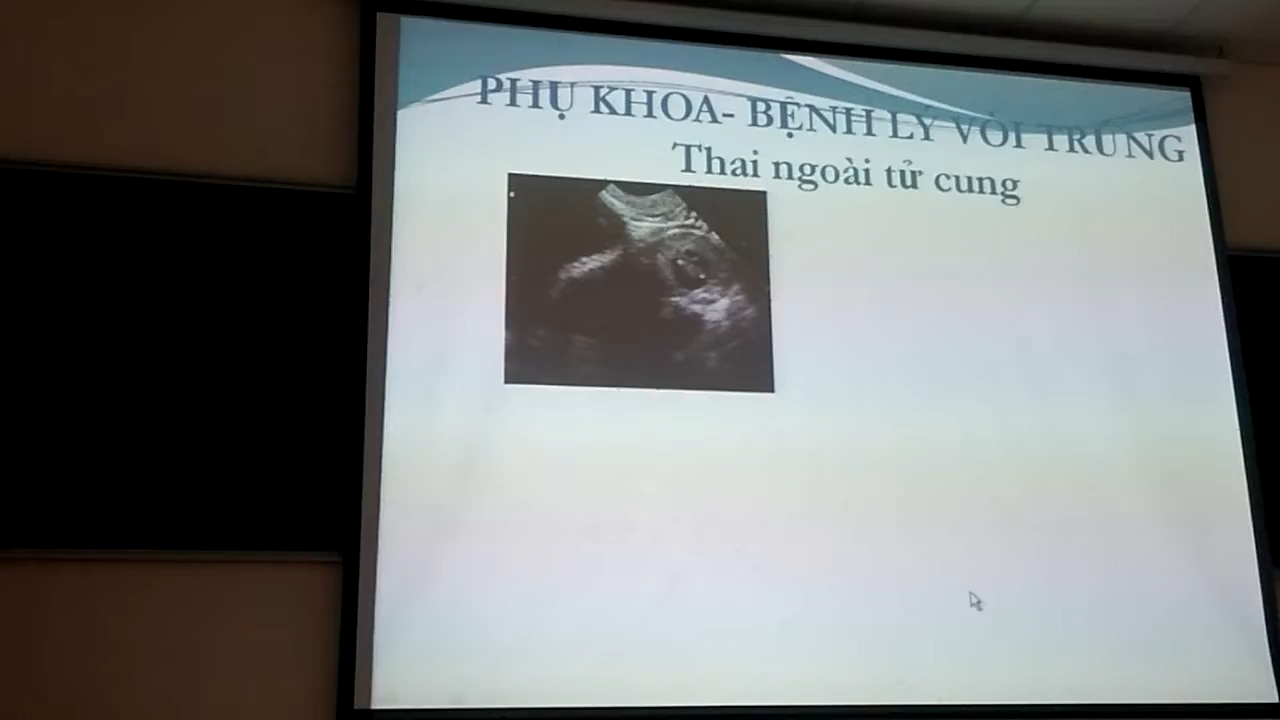 PHỤ KHOA- BỆNH LÝ VÒI TRỨNG
Thai ngoài tử cung